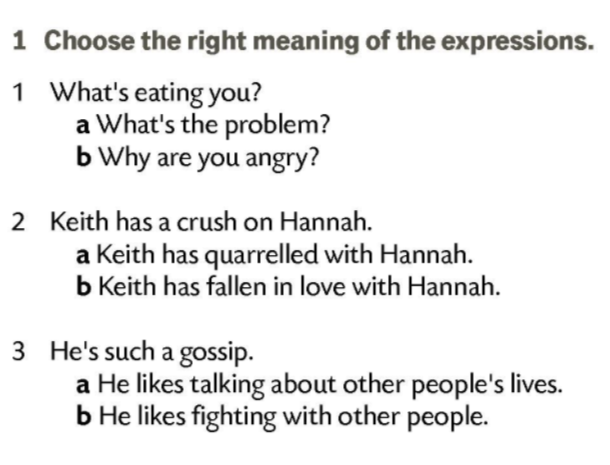 1 Choose the right meaning of the expressions.
1 What's eating you?
a What's the problem?
b Why are you angry?
2 Keith has a crush on Hannah.
a Keith has quarrelled with Hannah.
b Keith has fallen in love with Hannah.
3 He's such a gossip.
a He likes talking about other people's lives.
b He likes fighting with other people.